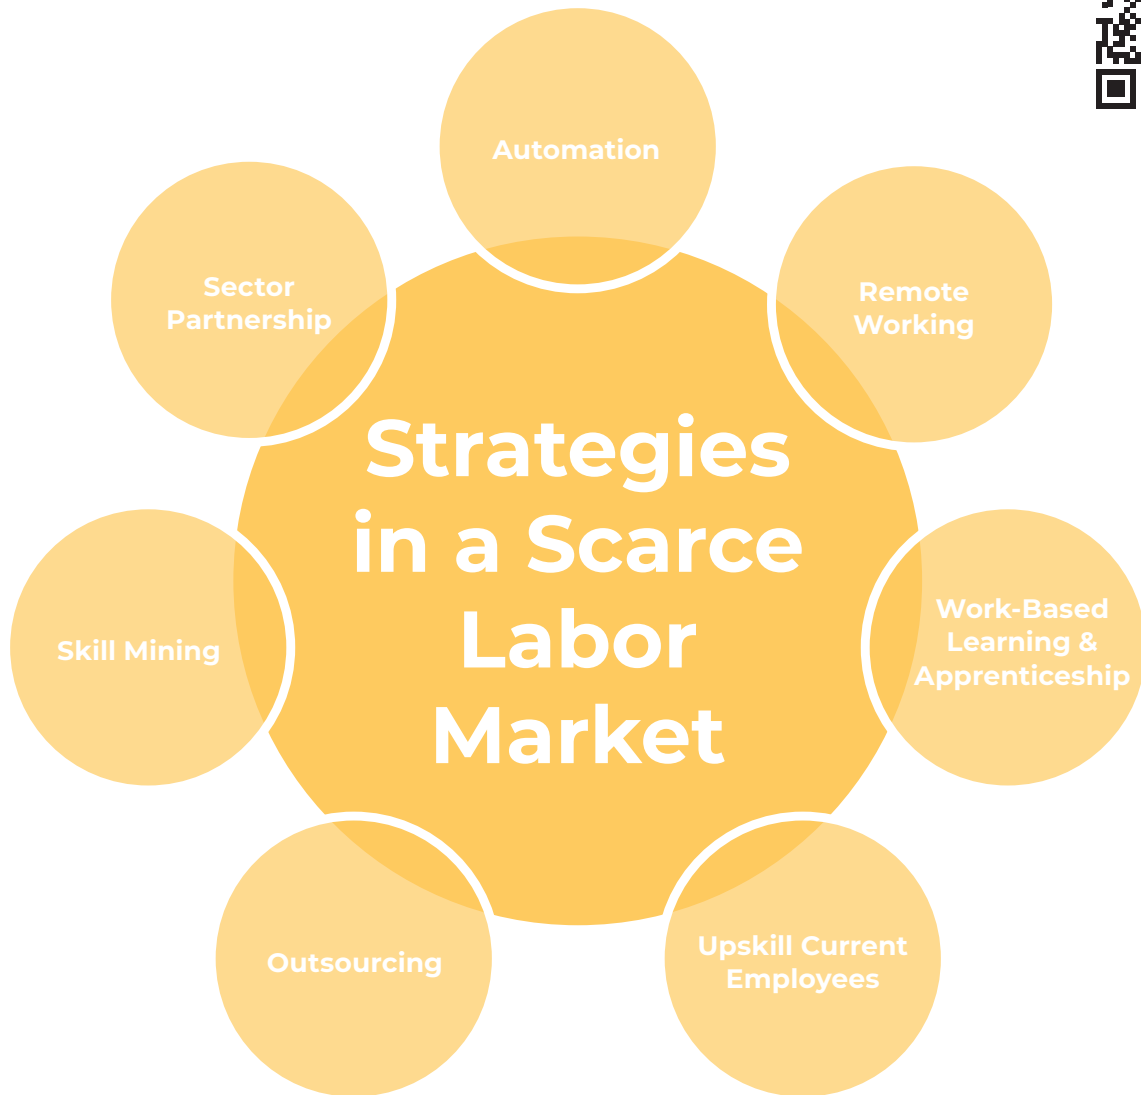 Automation
Sector
Partnership
Remote
Working
Strategies
in a Scarce
Labor
Market
Skill Mining
Work-Based
Learning &
Apprenticeship
Outsourcing
Upskill Current
Employees